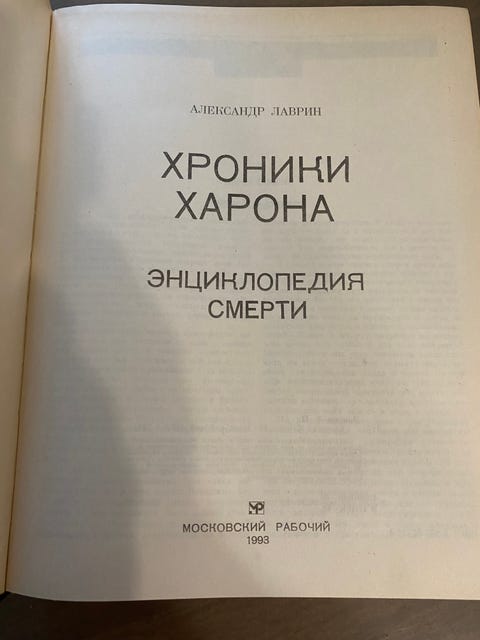 АЛЕКСАНДР ЛАВРИН
ХРОНИКИ
ХАРОНА
ЭНЦИКЛОПЕДИЯ
СМЕРТИ
МОСКОВСКИЙ РАБОЧИЙ
1993